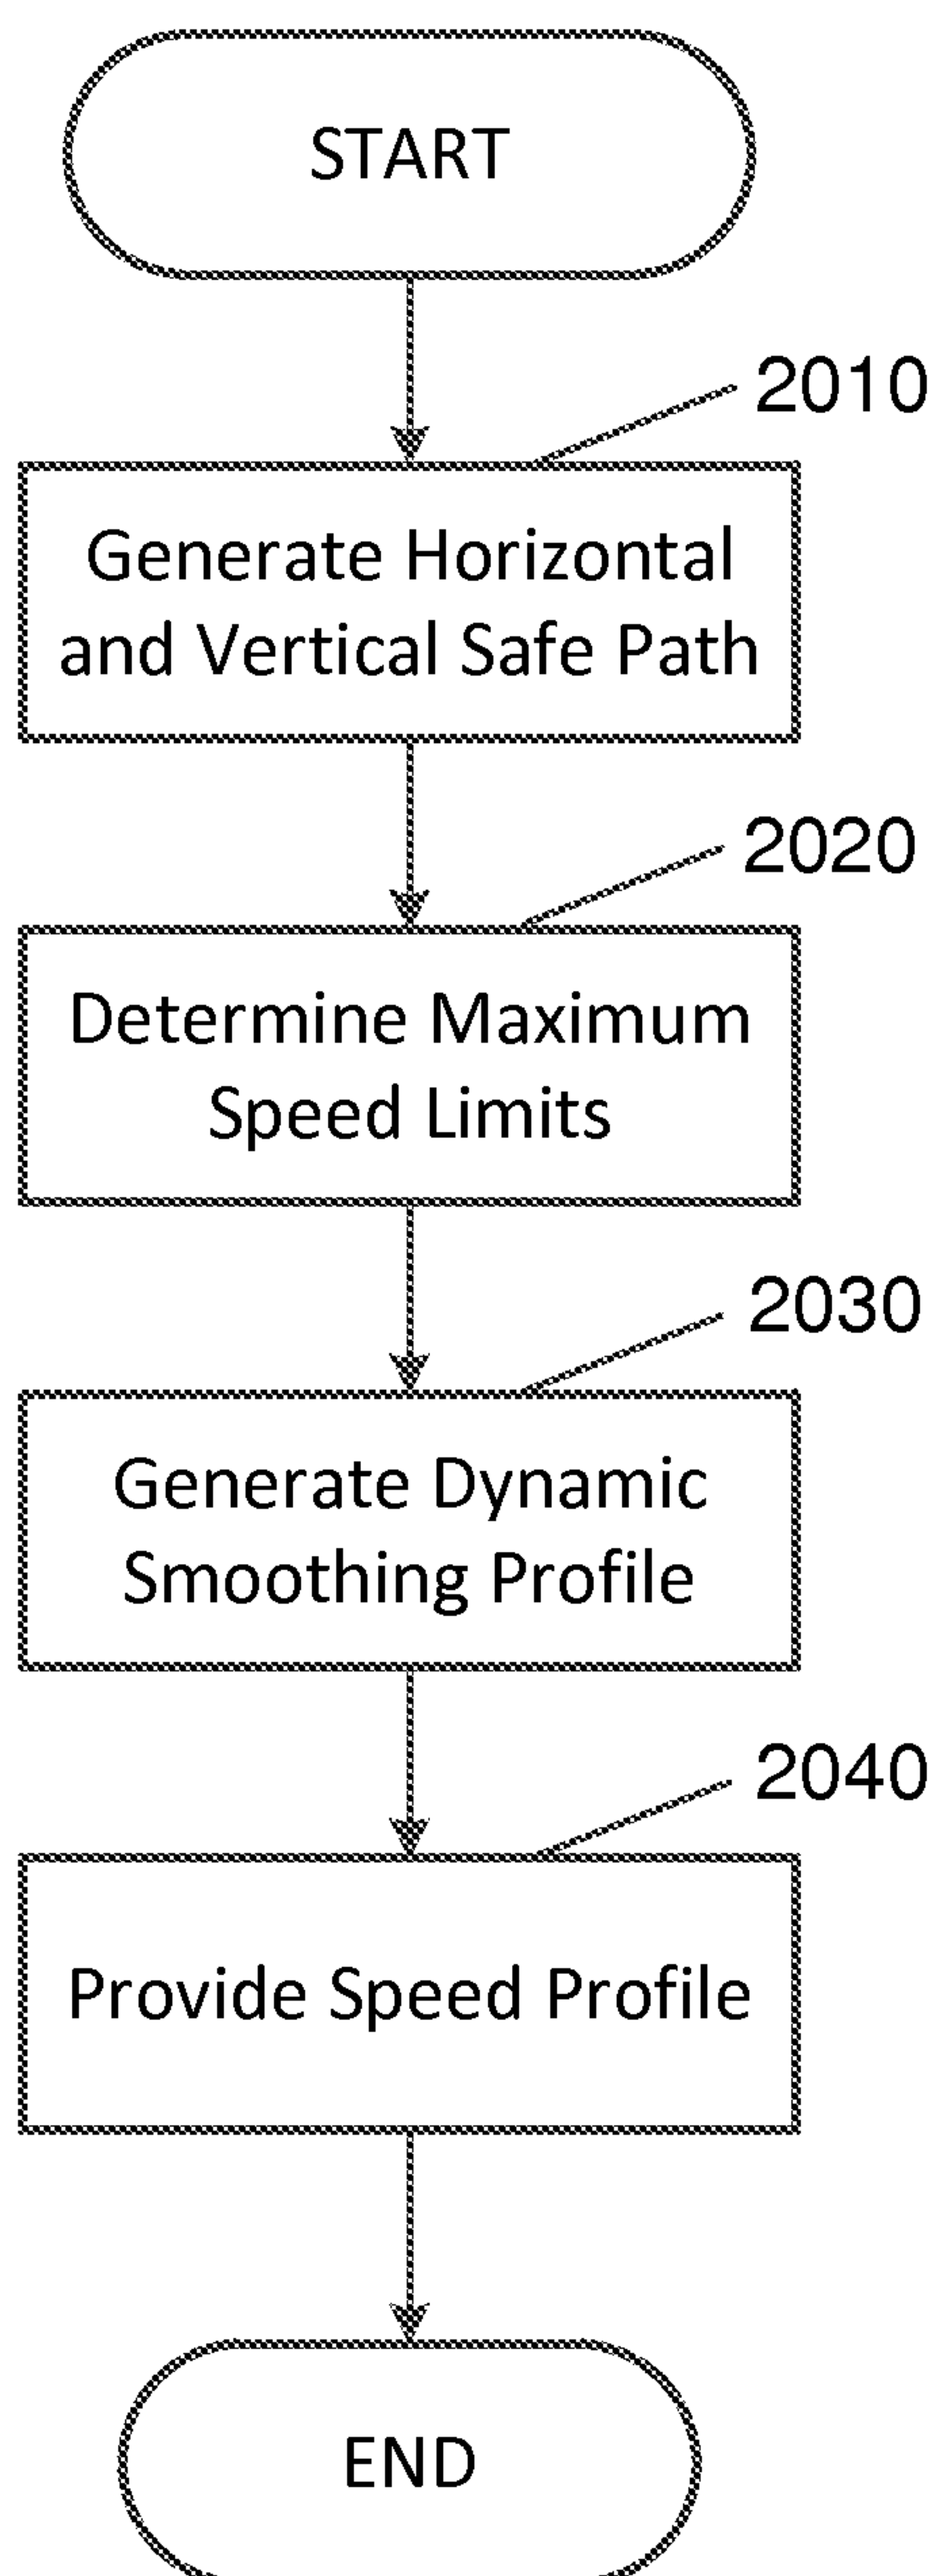 START
2010
Generate Horizontal
and Vertical Safe Path
2020
Determine Maximum
Speed Limits
2030
Generate Dynamic
Smoothing Profile
2040
Provide Speed Profile
END